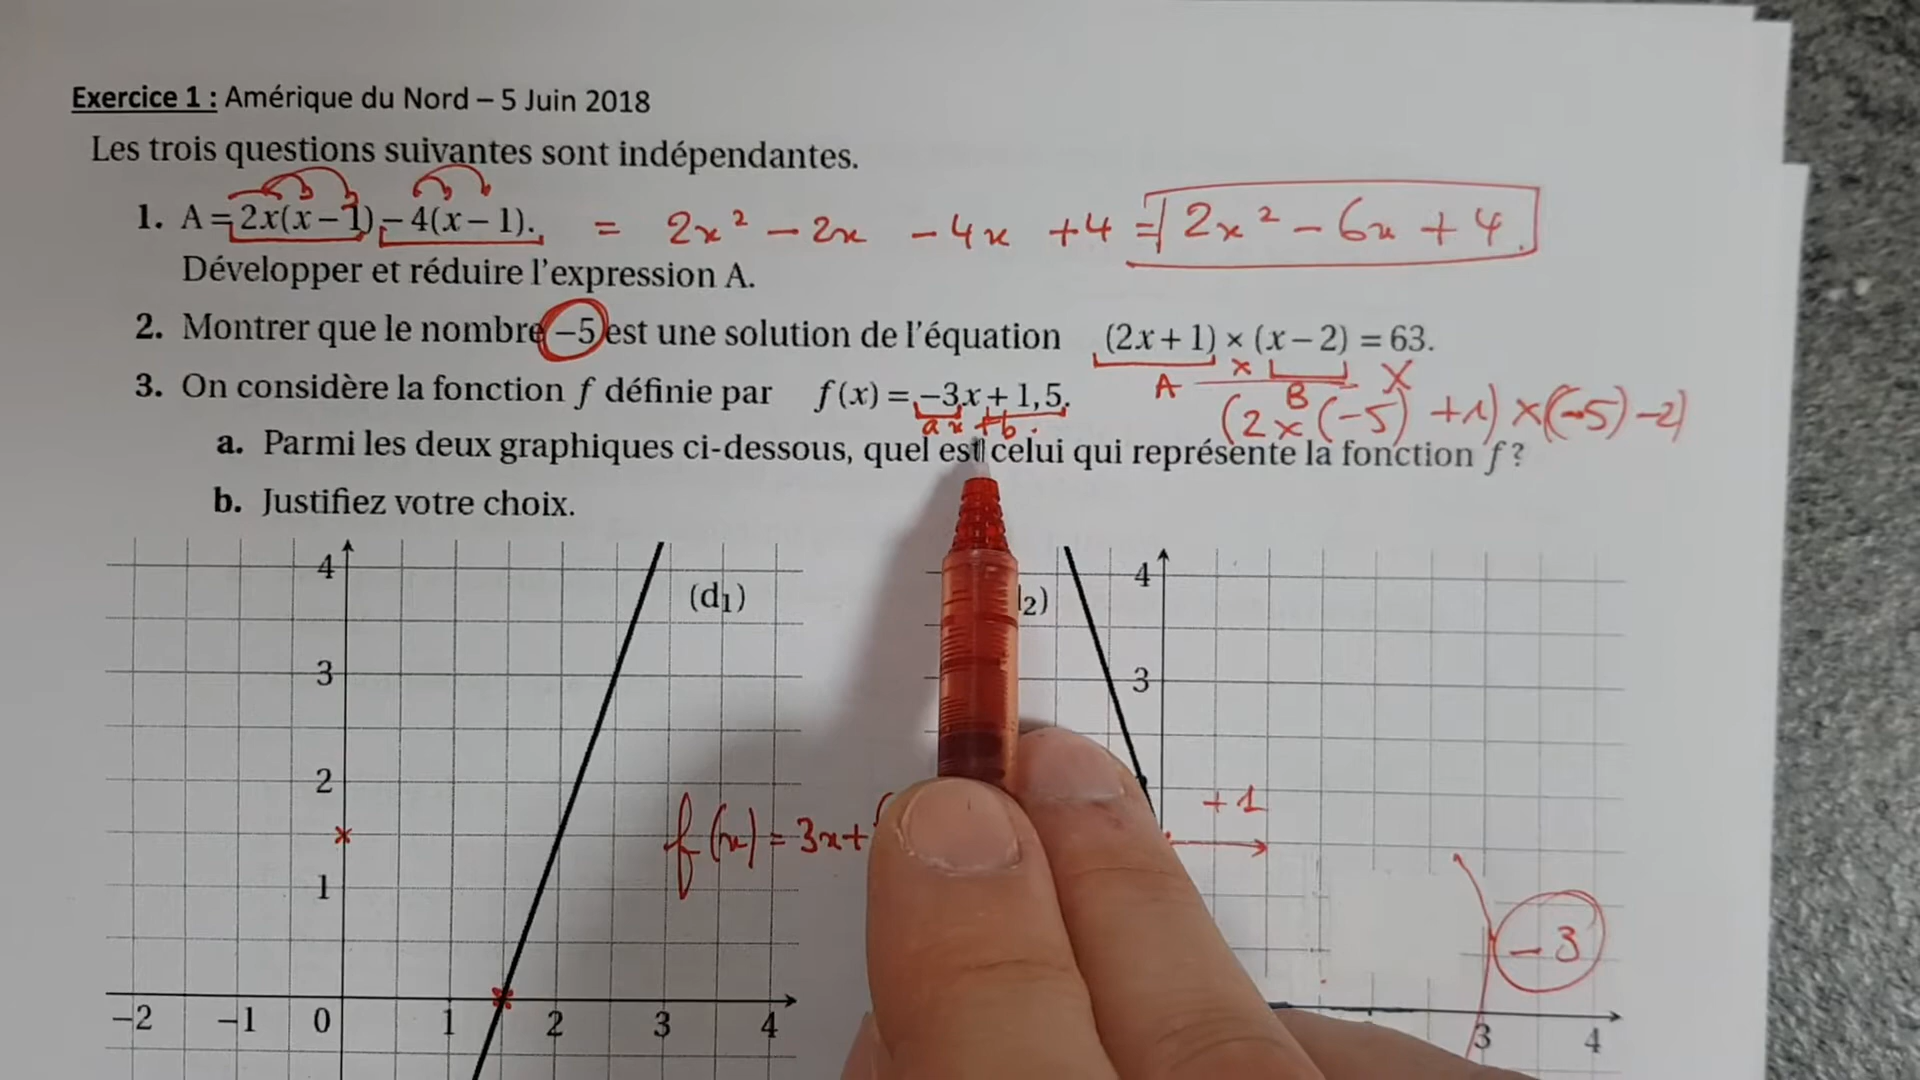 Exercice 1 : Amérique du Nord – 5 Juin 2018
Les trois questions suivantes sont indépendantes.
1. A = 2x(x − 1) − 4(x − 1). = 2x² − 2x − 4x + 4 = 2x² − 6x + 4.
Développer et réduire l'expression A.
2. Montrer que le nombre −5 est une solution de l'équation (2x + 1) × (x − 2) = 63.
A × B X
3. On considère la fonction f définie par f(x) = −3x + 1,5.
(2 × (−5) + 1) × (−5) − 2)
ax + b.
a. Parmi les deux graphiques ci-dessous, quel est celui qui représente la fonction f ?
b. Justifiez votre choix.
4
(d1)
3
2
f(x) = 3x +
1
−2 −1 0 1 2 3 4
4
2)
3
+1
−3
3 4